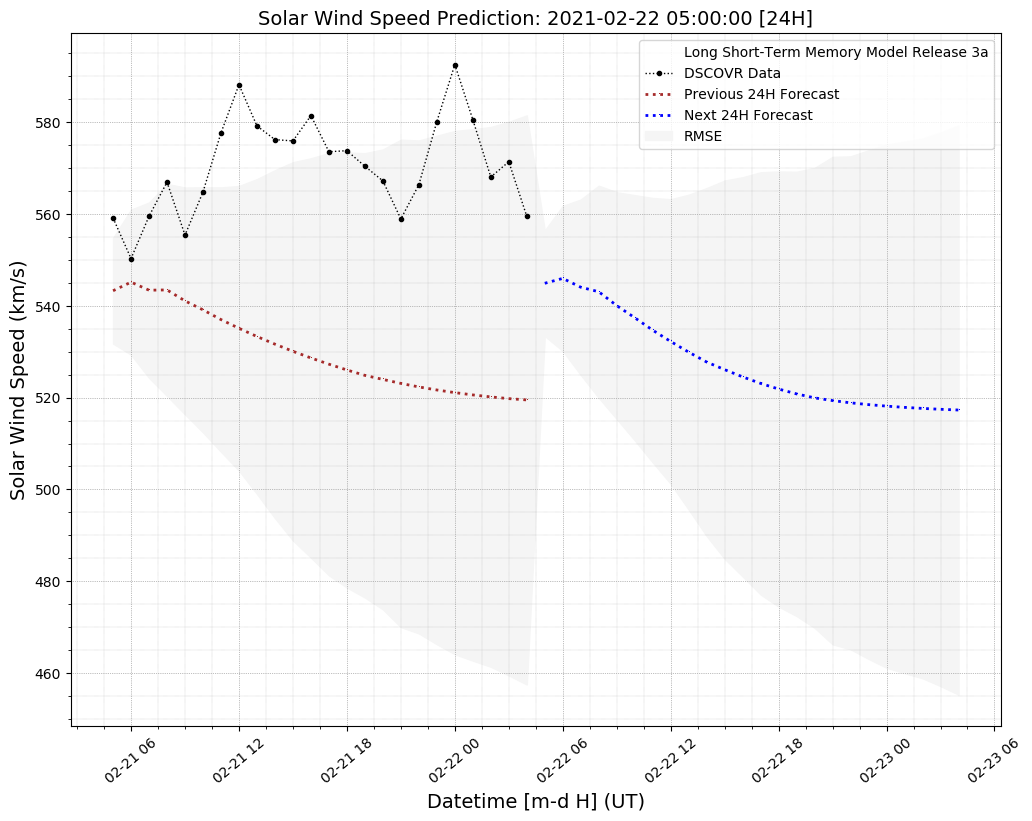 Solar Wind Speed Prediction: 2021-02-22 05:00:00 [24H]
Long Short-Term Memory Model Release 3a
DSCOVR Data
Previous 24H Forecast
Next 24H Forecast
RMSE
Solar Wind Speed (km/s)
580
560
540
520
500
480
460
02-21 06
02-21 12
02-21 18
02-22 00
02-22 06
02-22 12
02-22 18
02-23 00
02-23 06
Datetime [m-d H] (UT)